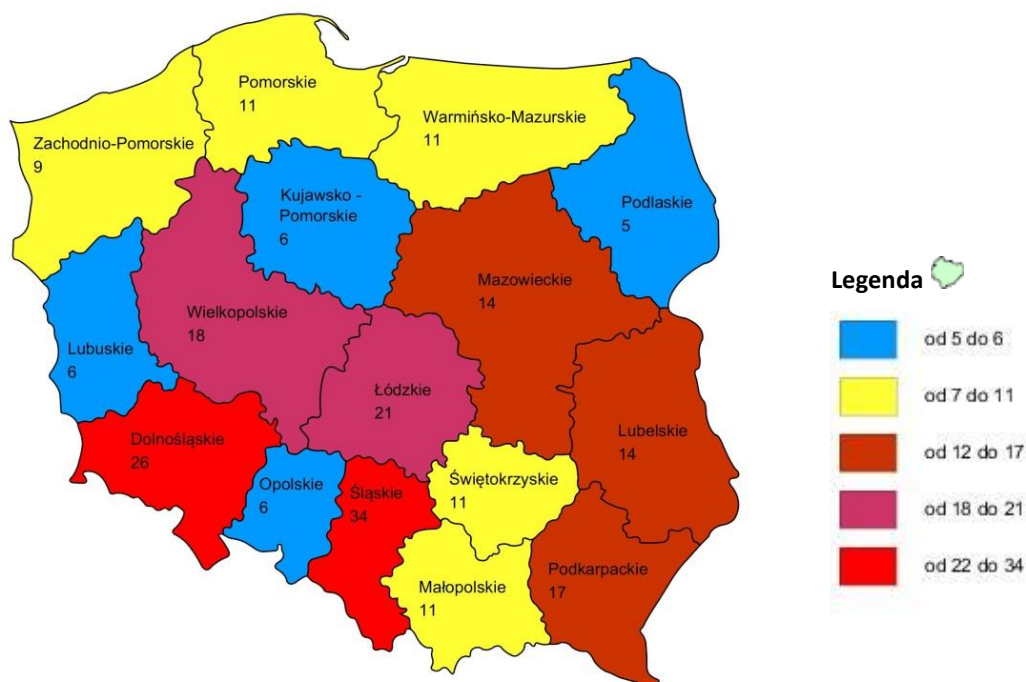 Pomorskie
11
Warmińsko-Mazurskie
11
Zachodnio-Pomorskie
9
Kujawsko -
Pomorskie
6
Podlaskie
5
Mazowieckie
14
Wielkopolskie
18
Lubuskie
6
Łódzkie
21
Dolnośląskie
26
Lubelskie
14
Opolskie
6
Śląskie
34
Świętokrzyskie
11
Małopolskie
11
Podkarpackie
17
Legenda
od 5 do 6
od 7 do 11
od 12 do 17
od 18 do 21
od 22 do 34